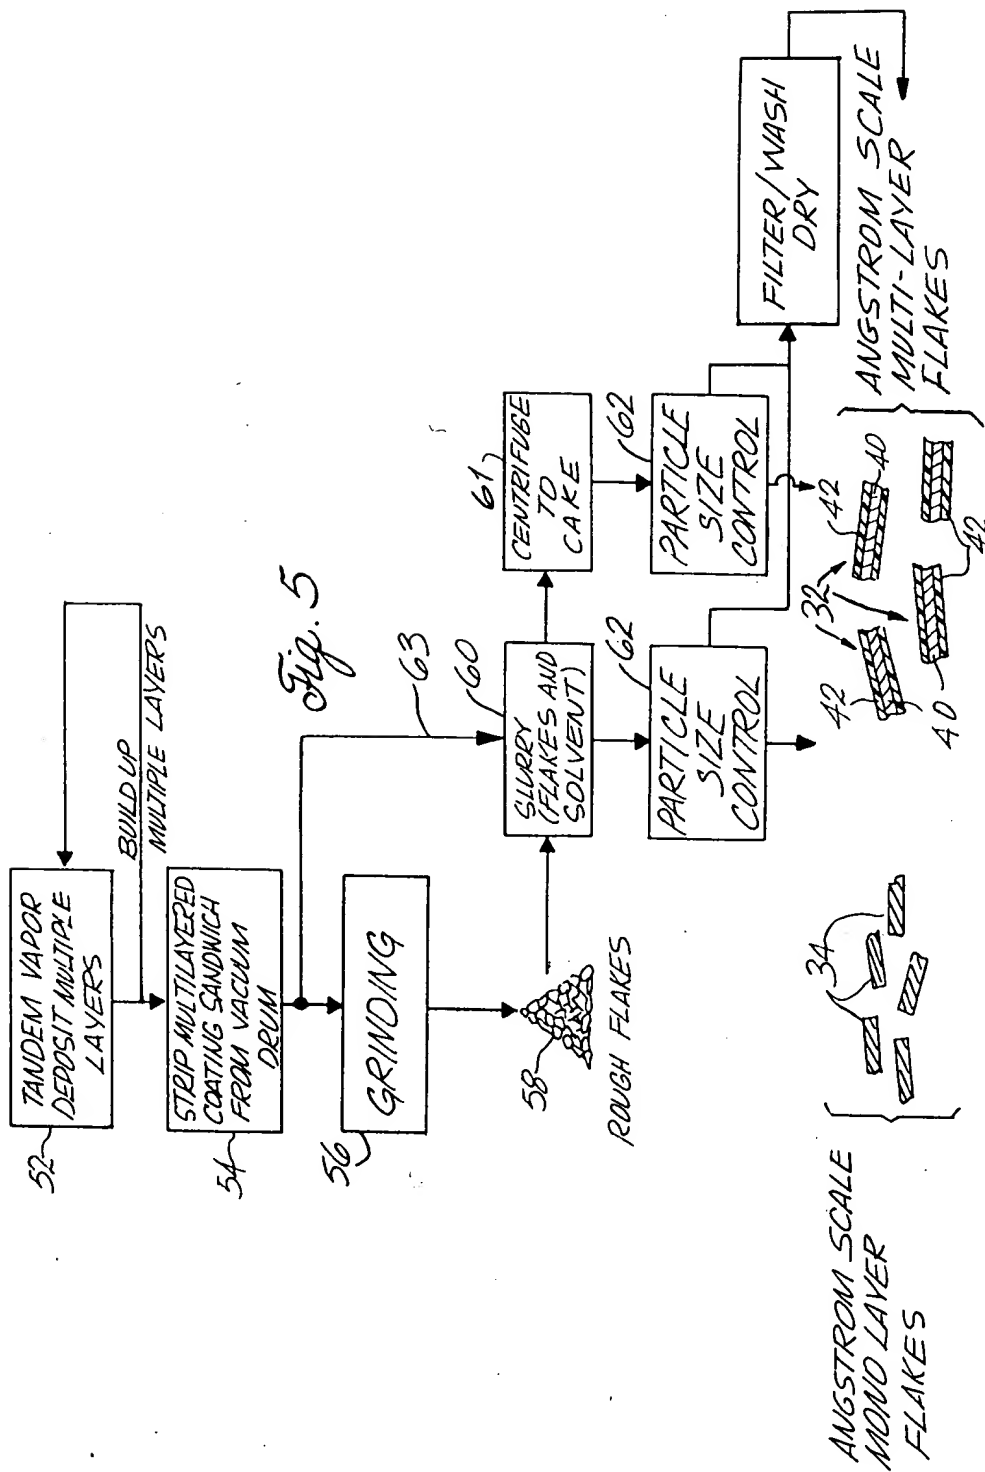 52
TANDEM VAPOR
DEPOSIT MULTIPLE
LAYERS
BUILD UP
MULTIPLE LAYERS
54
STRIP MULTILAYERED
COATING SANDWICH
FROM VACUUM
DRUM
Fig. 5
56
GRINDING
63
58
ROUGH FLAKES
60
SLURRY
(FLAKES AND
SOLVENT)
61
CENTRIFUGE
TO
CAKE
62
PARTICLE
SIZE
CONTROL
62
PARTICLE
SIZE
CONTROL
FILTER/WASH
DRY
ANGSTROM SCALE
MONO LAYER
FLAKES
34
42
32
42
40
40
42
ANGSTROM SCALE
MULTI-LAYER
FLAKES